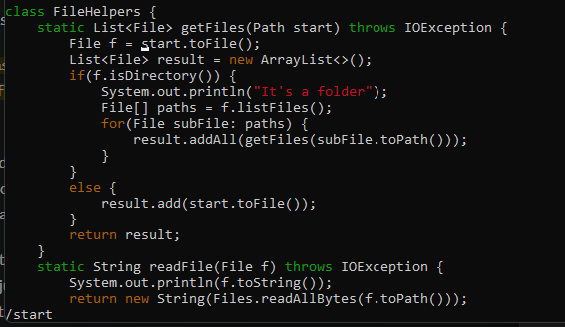 class FileHelpers {
    static List<File> getFiles(Path start) throws IOException {
        File f = start.toFile();
        List<File> result = new ArrayList<>();
        if(f.isDirectory()) {
            System.out.println("It's a folder");
            File[] paths = f.listFiles();
            for(File subFile: paths) {
                result.addAll(getFiles(subFile.toPath()));
            }
        }
        else {
            result.add(start.toFile());
        }
        return result;
    }
    static String readFile(File f) throws IOException {
        System.out.println(f.toString());
        return new String(Files.readAllBytes(f.toPath()));
/start